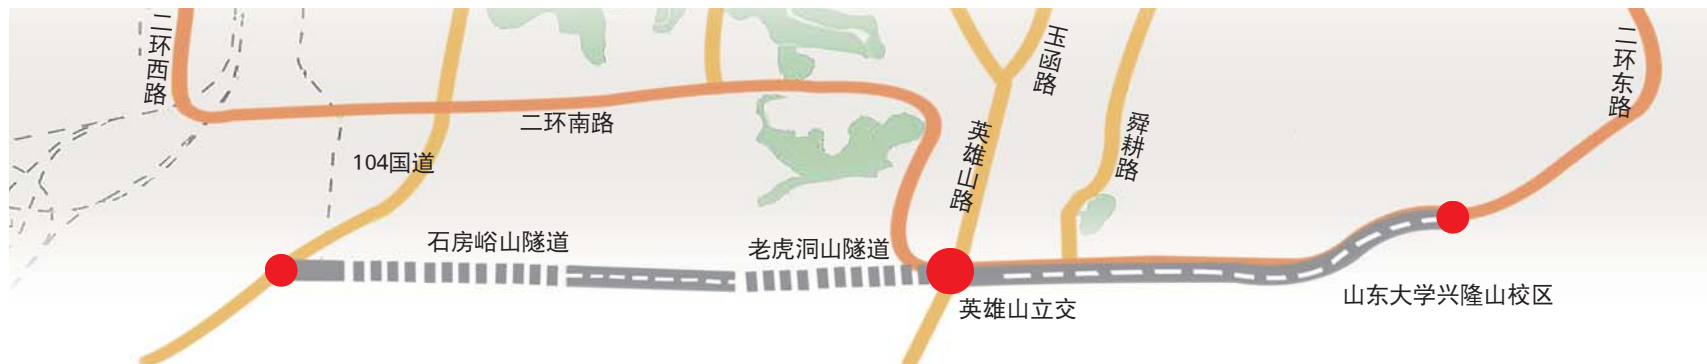 二环西路
二环南路
104国道
石房峪山隧道
老虎洞山隧道
英雄山路
玉函路
舜耕路
二环东路
英雄山立交
山东大学兴隆山校区